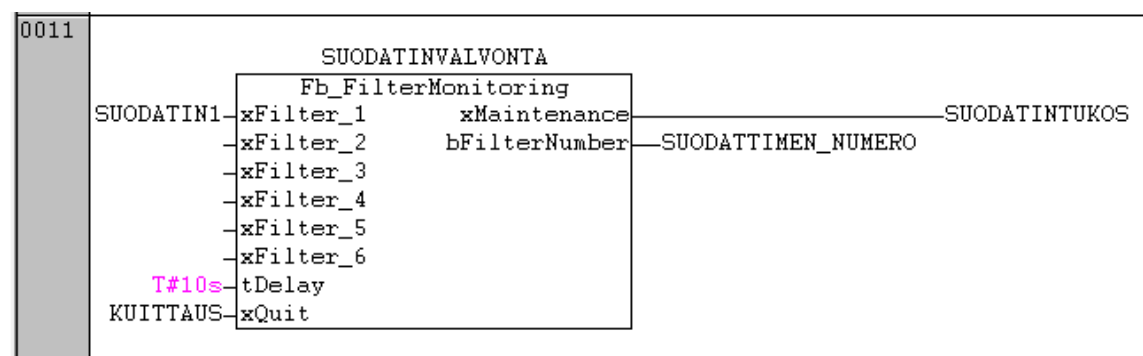 0011
SUODATINVALVONTA
Fb_FilterMonitoring
SUODATIN1 xFilter_1 xMaintenance SUODATINTUKOS
xFilter_2 bFilterNumber SUODATTIMEN_NUMERO
xFilter_3
xFilter_4
xFilter_5
xFilter_6
T#10s tDelay
KUITTAUS xQuit